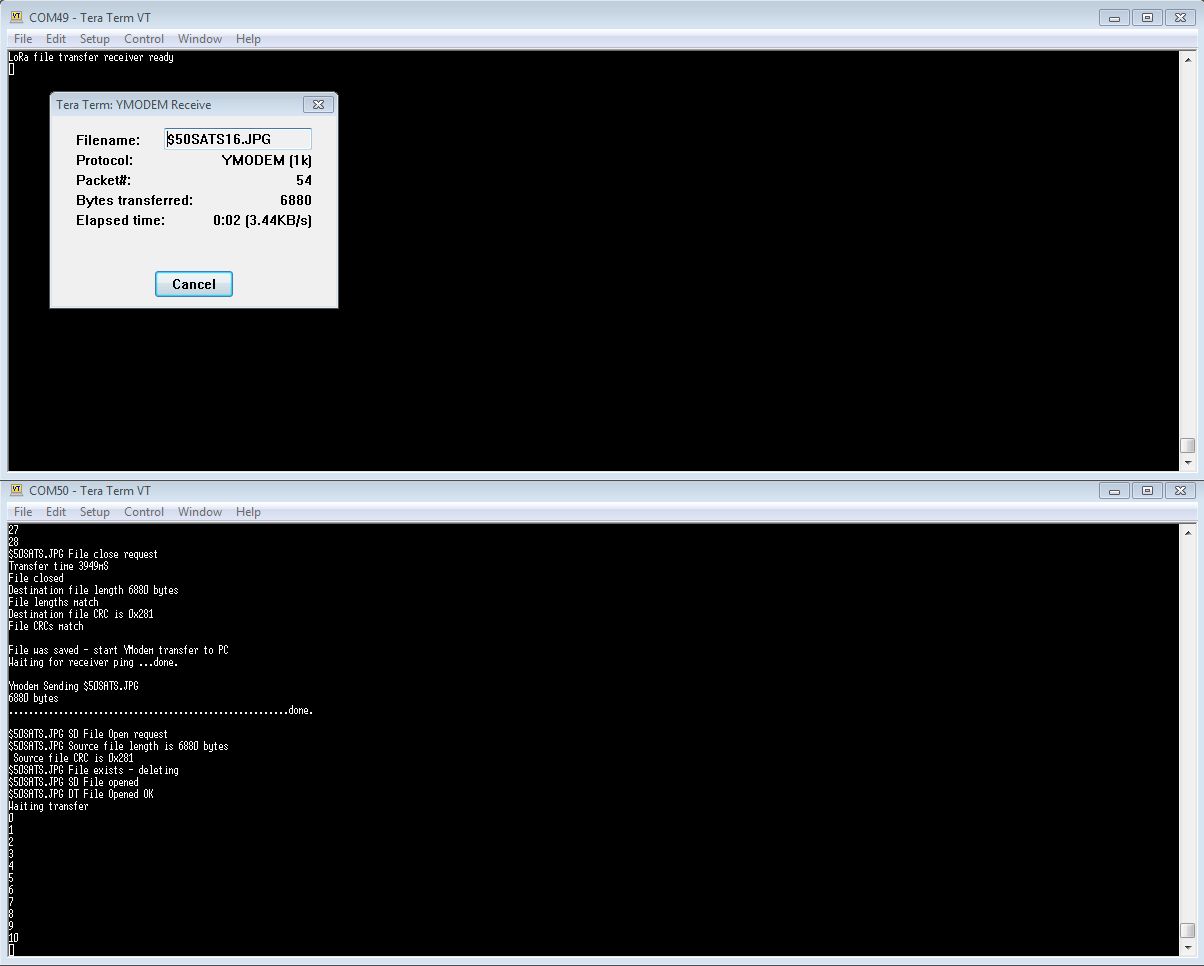 COM49 - Tera Term VT
File Edit Setup Control Window Help
LoRa file transfer receiver ready
Tera Term: YMODEM Receive
Filename: $50SATS16.JPG
Protocol: YMODEM (1k)
Packet#: 54
Bytes transferred: 6880
Elapsed time: 0:02 (3.44KB/s)
Cancel
COM50 - Tera Term VT
File Edit Setup Control Window Help
27
28
$50SATS.JPG File close request
Transfer time 3949mS
File closed
Destination file length 6880 bytes
File lengths match
Destination file CRC is 0x281
File CRCs match
File was saved - start YModem transfer to PC
Waiting for receiver ping ...done.
Ymodem Sending $50SATS.JPG
6880 bytes
........................................................done.
$50SATS.JPG SD File Open request
$50SATS.JPG Source file length is 6880 bytes
Source file CRC is 0x281
$50SATS.JPG File exists - deleting
$50SATS.JPG SD File opened
$50SATS.JPG DT File Opened OK
Waiting transfer
0
1
2
3
4
5
6
7
8
9
10